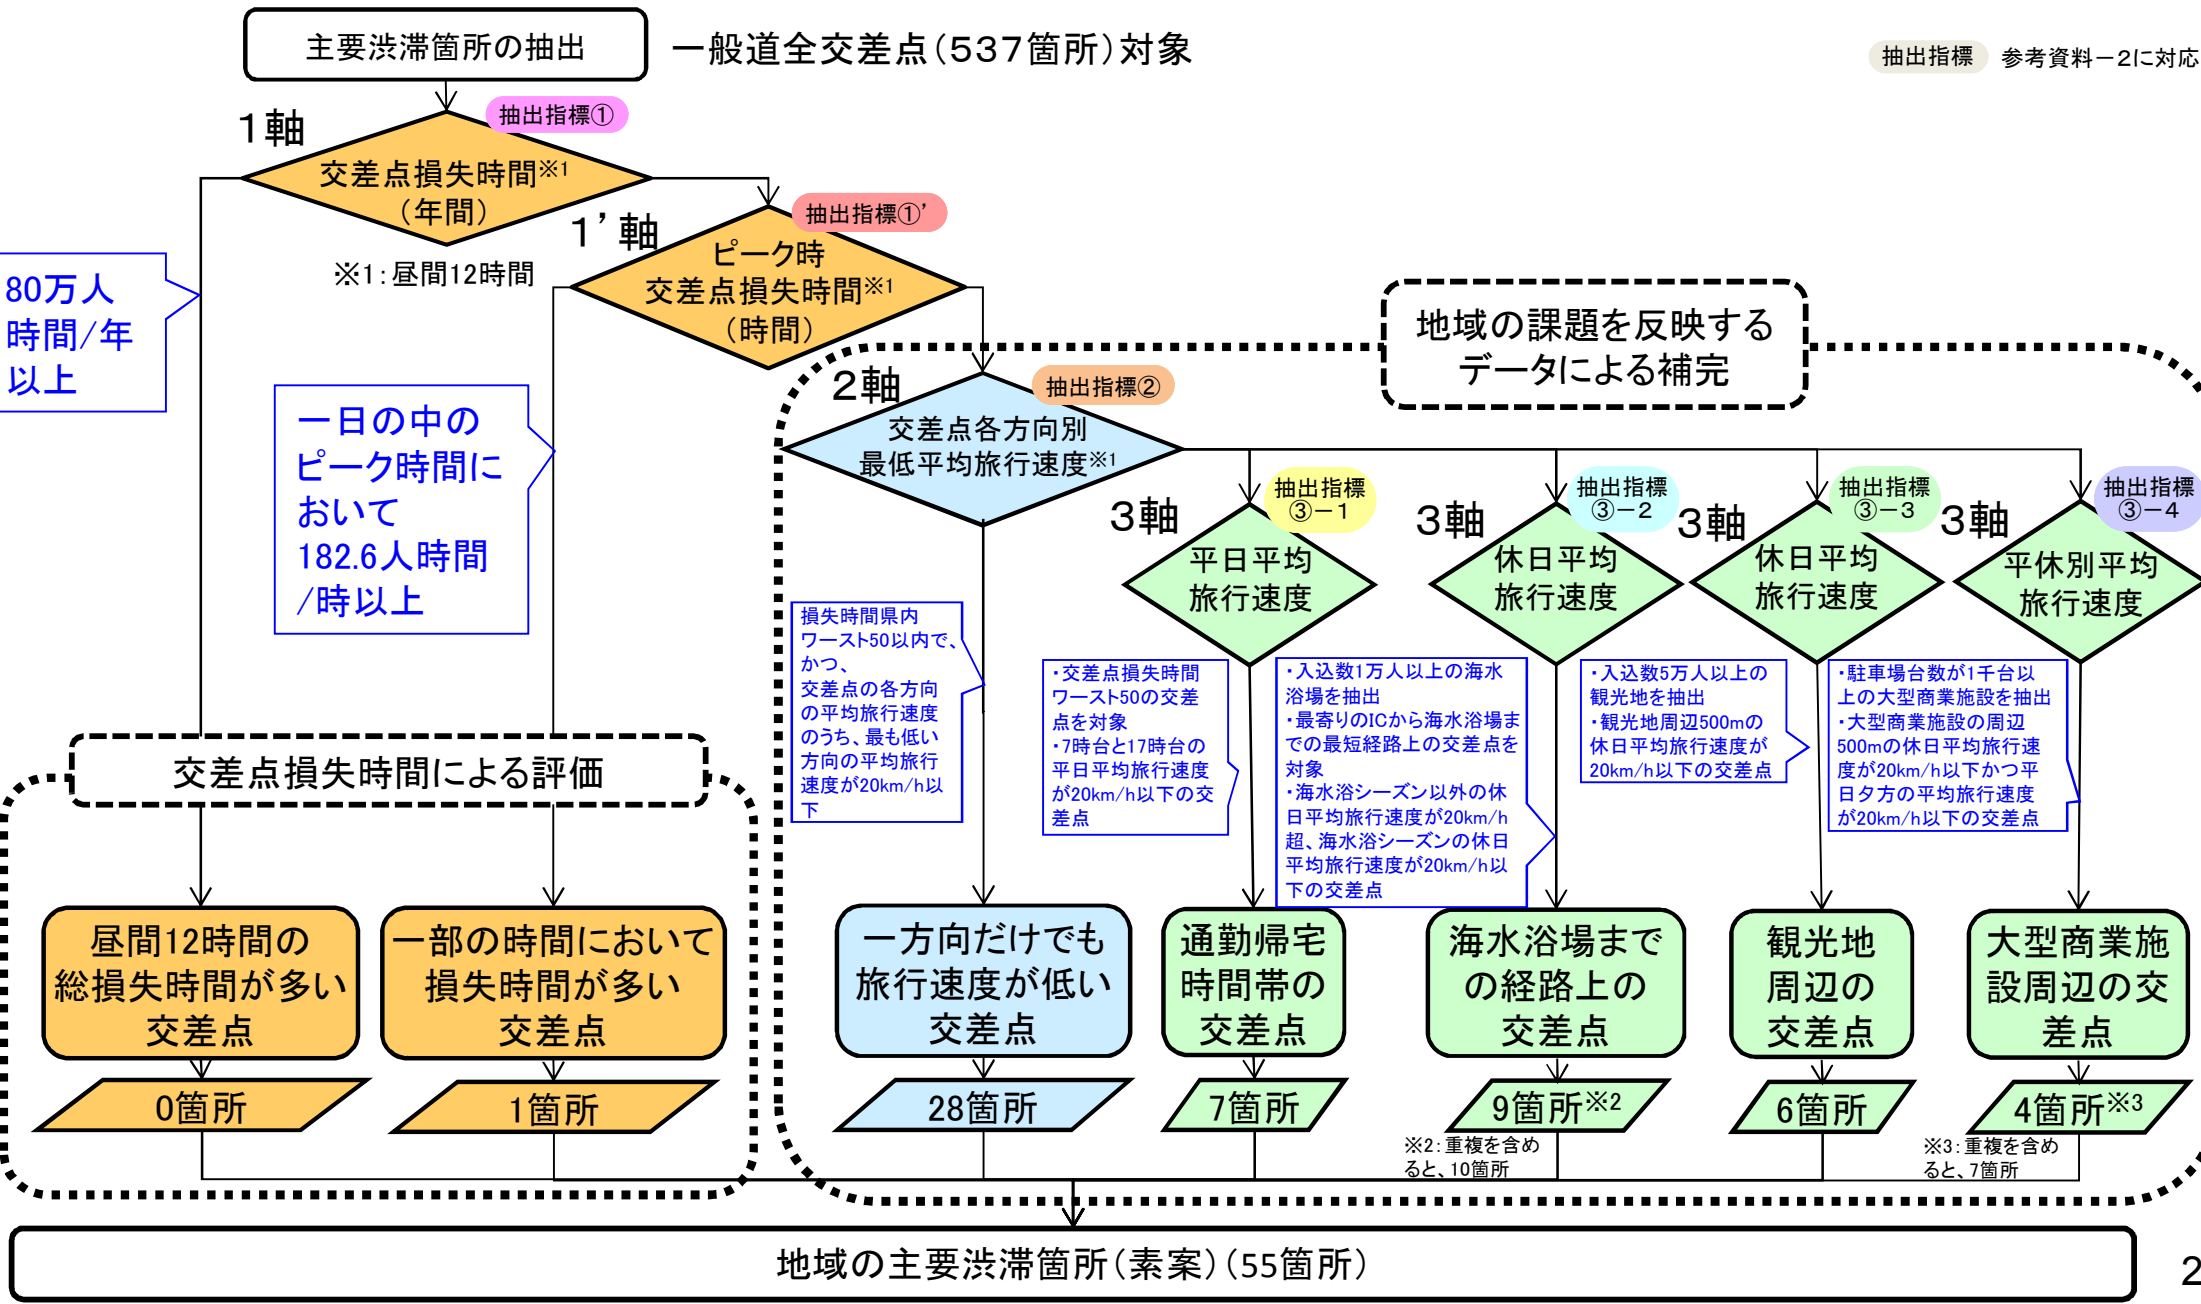 主要渋滞箇所の抽出
一般道全交差点(537箇所)対象
抽出指標
参考資料－2に対応
1軸
抽出指標①
交差点損失時間※1
(年間)
※1:昼間12時間
80万人
時間/年
以上
1’軸
抽出指標①’
ピーク時
交差点損失時間※1
(時間)
一日の中の
ピーク時間に
おいて
182.6人時間
/時以上
地域の課題を反映する
データによる補完
2軸
抽出指標②
交差点各方向別
最低平均旅行速度※1
損失時間県内
ワースト50以内で、
かつ、
交差点の各方向
の平均旅行速度
のうち、最も低い
方向の平均旅行
速度が20km/h以
下
3軸
抽出指標
③－1
平日平均
旅行速度
・交差点損失時間
ワースト50の交差
点を対象
・7時台と17時台の
平日平均旅行速度
が20km/h以下の交
差点
3軸
抽出指標
③－2
休日平均
旅行速度
・入込数1万人以上の海水
浴場を抽出
・最寄りのICから海水浴場ま
での最短経路上の交差点を
対象
・海水浴シーズン以外の休
日平均旅行速度が20km/h
超、海水浴シーズンの休日
平均旅行速度が20km/h以
下の交差点
3軸
抽出指標
③－3
休日平均
旅行速度
・入込数5万人以上の
観光地を抽出
・観光地周辺500mの
休日平均旅行速度が
20km/h以下の交差点
3軸
抽出指標
③－4
平休別平均
旅行速度
・駐車場台数が1千台以
上の大型商業施設を抽出
・大型商業施設の周辺
500mの休日平均旅行速
度が20km/h以下かつ平
日夕方の平均旅行速度
が20km/h以下の交差点
交差点損失時間による評価
昼間12時間の
総損失時間が多い
交差点
0箇所
一部の時間において
損失時間が多い
交差点
1箇所
一方向だけでも
旅行速度が低い
交差点
28箇所
通勤帰宅
時間帯の
交差点
7箇所
海水浴場まで
の経路上の
交差点
9箇所※2
※2:重複を含め
ると、10箇所
観光地
周辺の
交差点
6箇所
大型商業施
設周辺の交
差点
4箇所※3
※3:重複を含め
ると、7箇所
地域の主要渋滞箇所(素案)(55箇所)
2